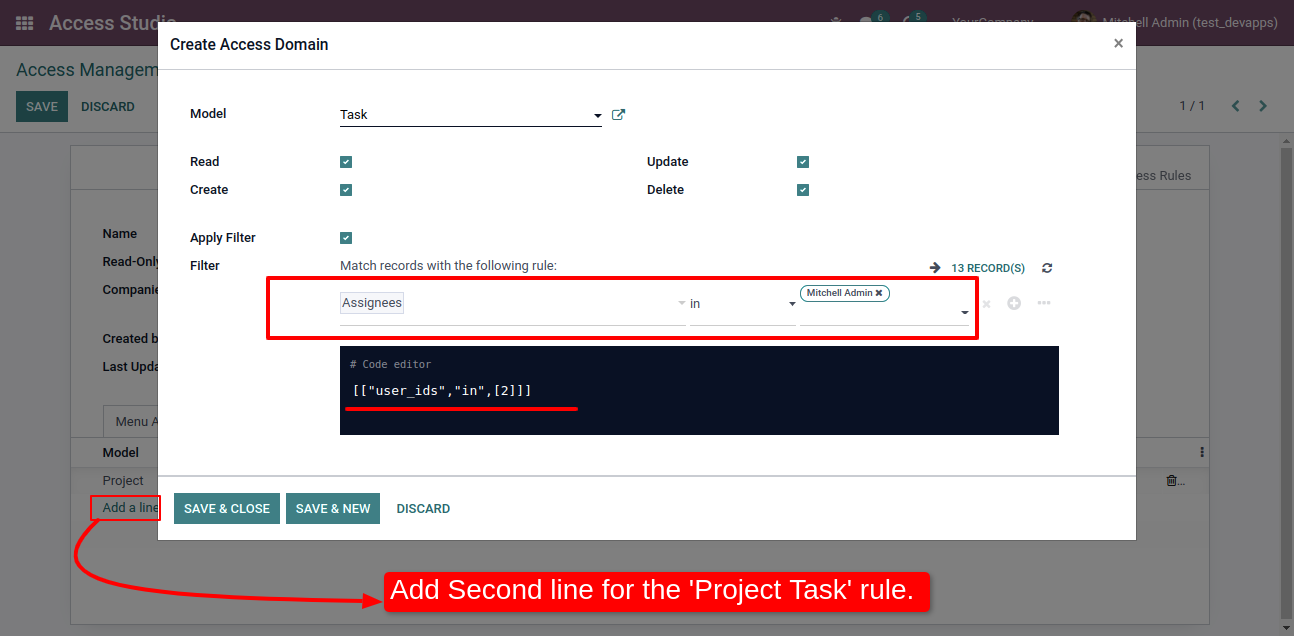 Access Studio
6
5
YourCompany
Mitchell Admin (test_devapps)
Create Access Domain
×
Access Managem
SAVE
DISCARD
1 / 1
Model
Task
Read
Update
Create
Delete
ess Rules
Apply Filter
Name
Filter
Match records with the following rule:
13 RECORD(S)
Read-Only
Companie
Assignees
in
Mitchell Admin ×
Created b
Last Upda
# Code editor
[["user_ids","in",[2]]]
Menu A
Model
Project
Add a line
SAVE & CLOSE
SAVE & NEW
DISCARD
Add Second line for the 'Project Task' rule.